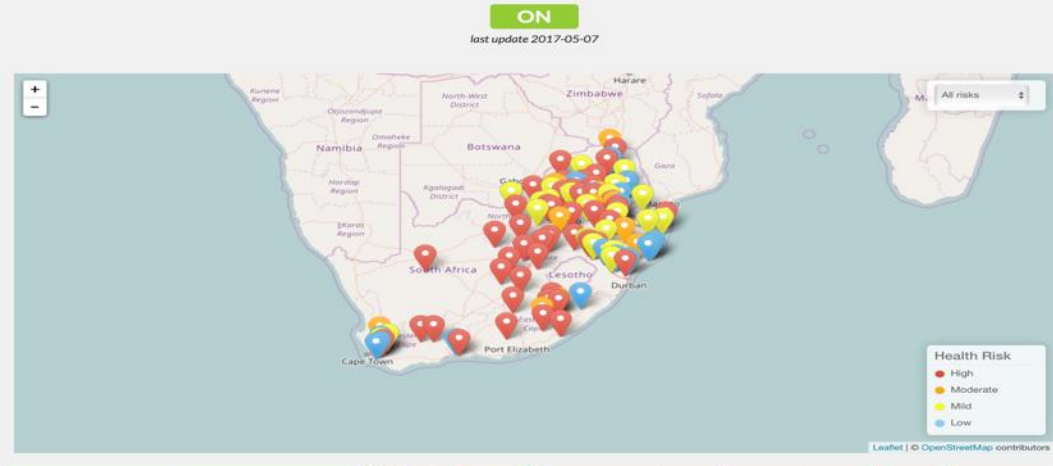 ON
last update 2017-05-07
+
−
All risks
Harare
Zimbabwe
Sofala
Kunene
Region
North-West
District
Otjozondjupa
Region
Omaheke
Region
Namibia
Botswana
Gaza
Hardap
Region
Kgalagadi
District
ǁKaras
Region
South Africa
Lesotho
Durban
Port Elizabeth
Cape Town
Health Risk
High
Moderate
Mild
Low
Leaflet | © OpenStreetMap contributors